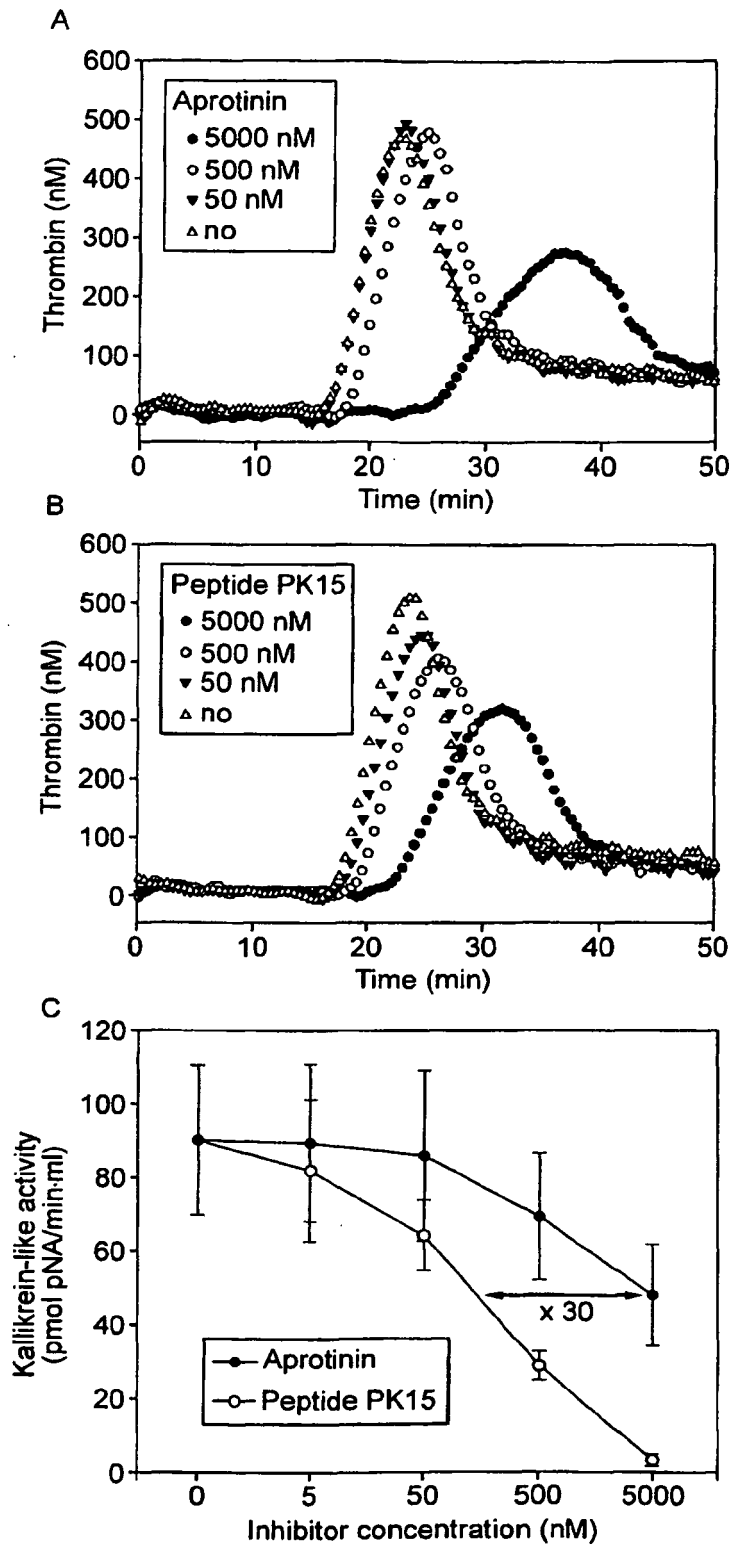 A
600
500
400
300
200
100
0
Thrombin (nM)
Aprotinin
5000 nM
500 nM
50 nM
no
0 10 20 30 40 50
Time (min)
B
600
500
400
300
200
100
0
Thrombin (nM)
Peptide PK15
5000 nM
500 nM
50 nM
no
0 10 20 30 40 50
Time (min)
C
120
100
80
60
40
20
0
Kallikrein-like activity
(pmol pNA/min·ml)
x 30
Aprotinin
Peptide PK15
0 5 50 500 5000
Inhibitor concentration (nM)